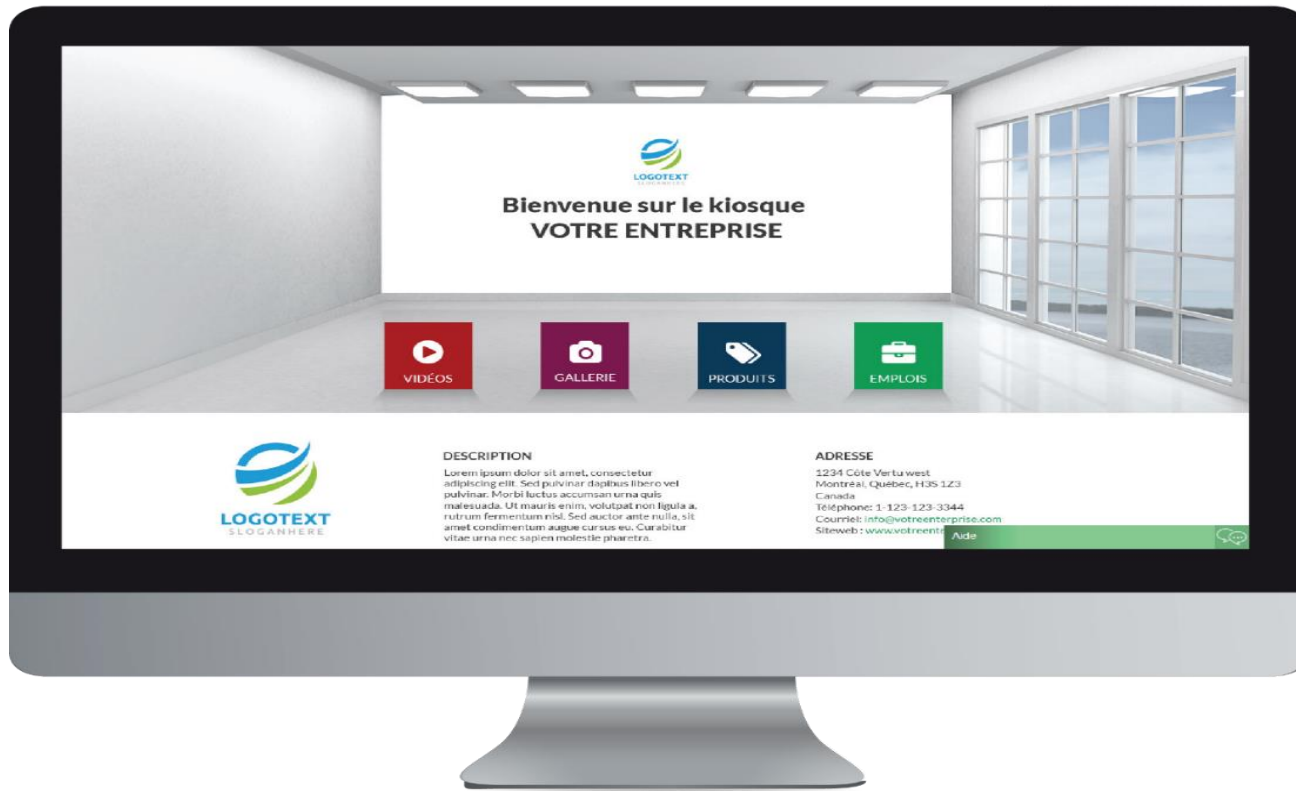 LOGOTEXT
SLOGANHERE
Bienvenue sur le kiosque
VOTRE ENTREPRISE
VIDÉOS
GALLERIE
PRODUITS
EMPLOIS
LOGOTEXT
SLOGANHERE
DESCRIPTION
Lorem ipsum dolor sit amet, consectetur
adipiscing elit. Sed pulvinar dapibus libero vel
pulvinar. Morbi luctus accumsan urna quis
malesuada. Ut mauris enim, volutpat non ligula a,
rutrum fermentum nisl. Sed auctor ante nulla, sit
amet condimentum augue cursus eu. Curabitur
vitae urna nec sapien molestie pharetra.
ADRESSE
1234 Côte Vertu west
Montréal, Québec, H3S 1Z3
Canada
Téléphone: 1-123-123-3344
Courriel: info@votreenterprise.com
Siteweb : www.votreente
Aide